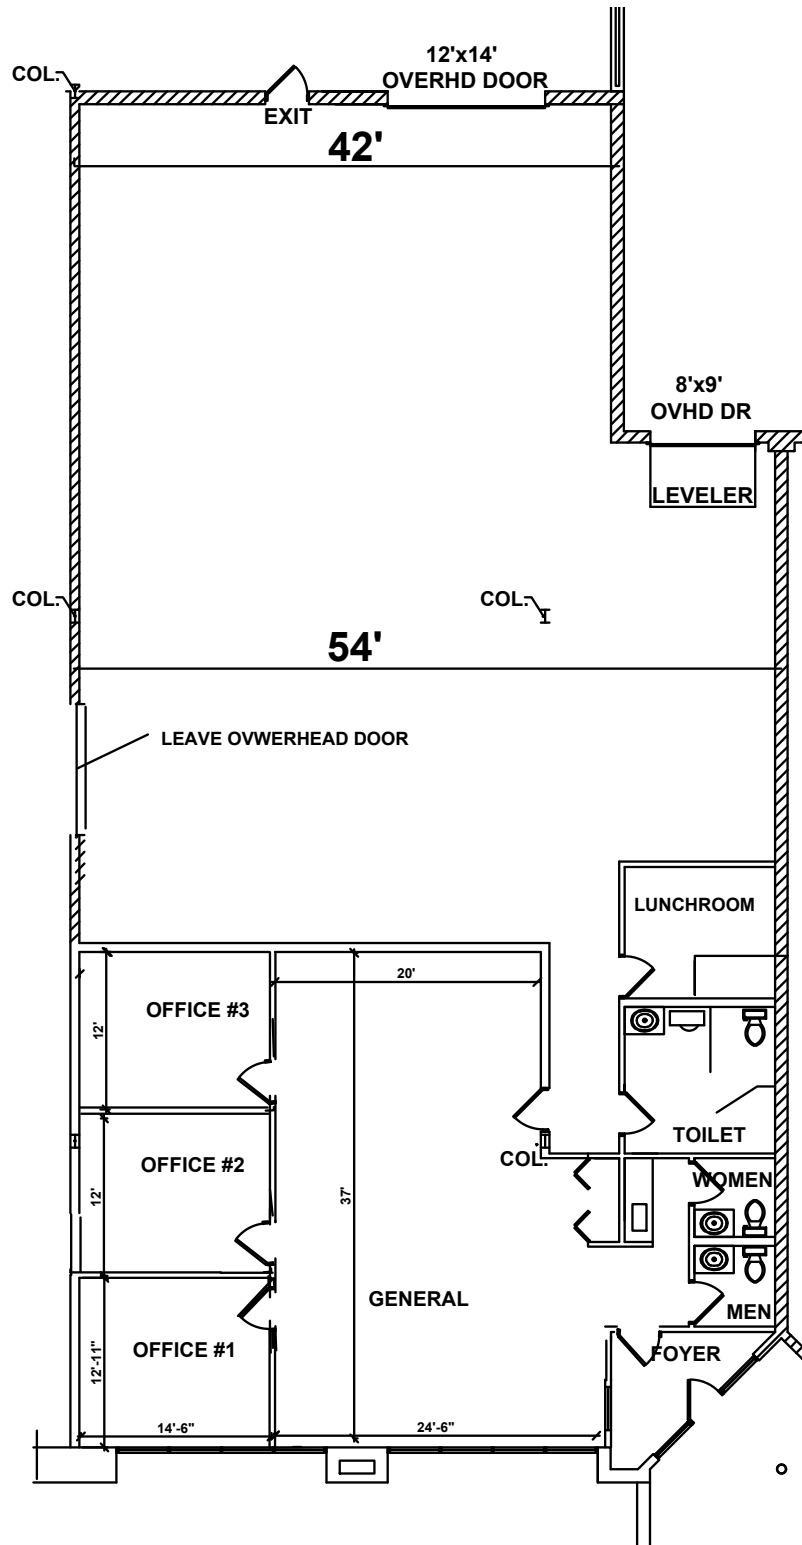 12'x14'
OVERHD DOOR
COL.
EXIT
42'
8'x9'
OVHD DR
LEVELER
COL.
COL.
54'
LEAVE OVWERHEAD DOOR
LUNCHROOM
20'
OFFICE #3
12'
TOILET
COL.
OFFICE #2
WOMEN
12'
37'
GENERAL
MEN
OFFICE #1
FOYER
12'-11"
14'-6"
24'-6"